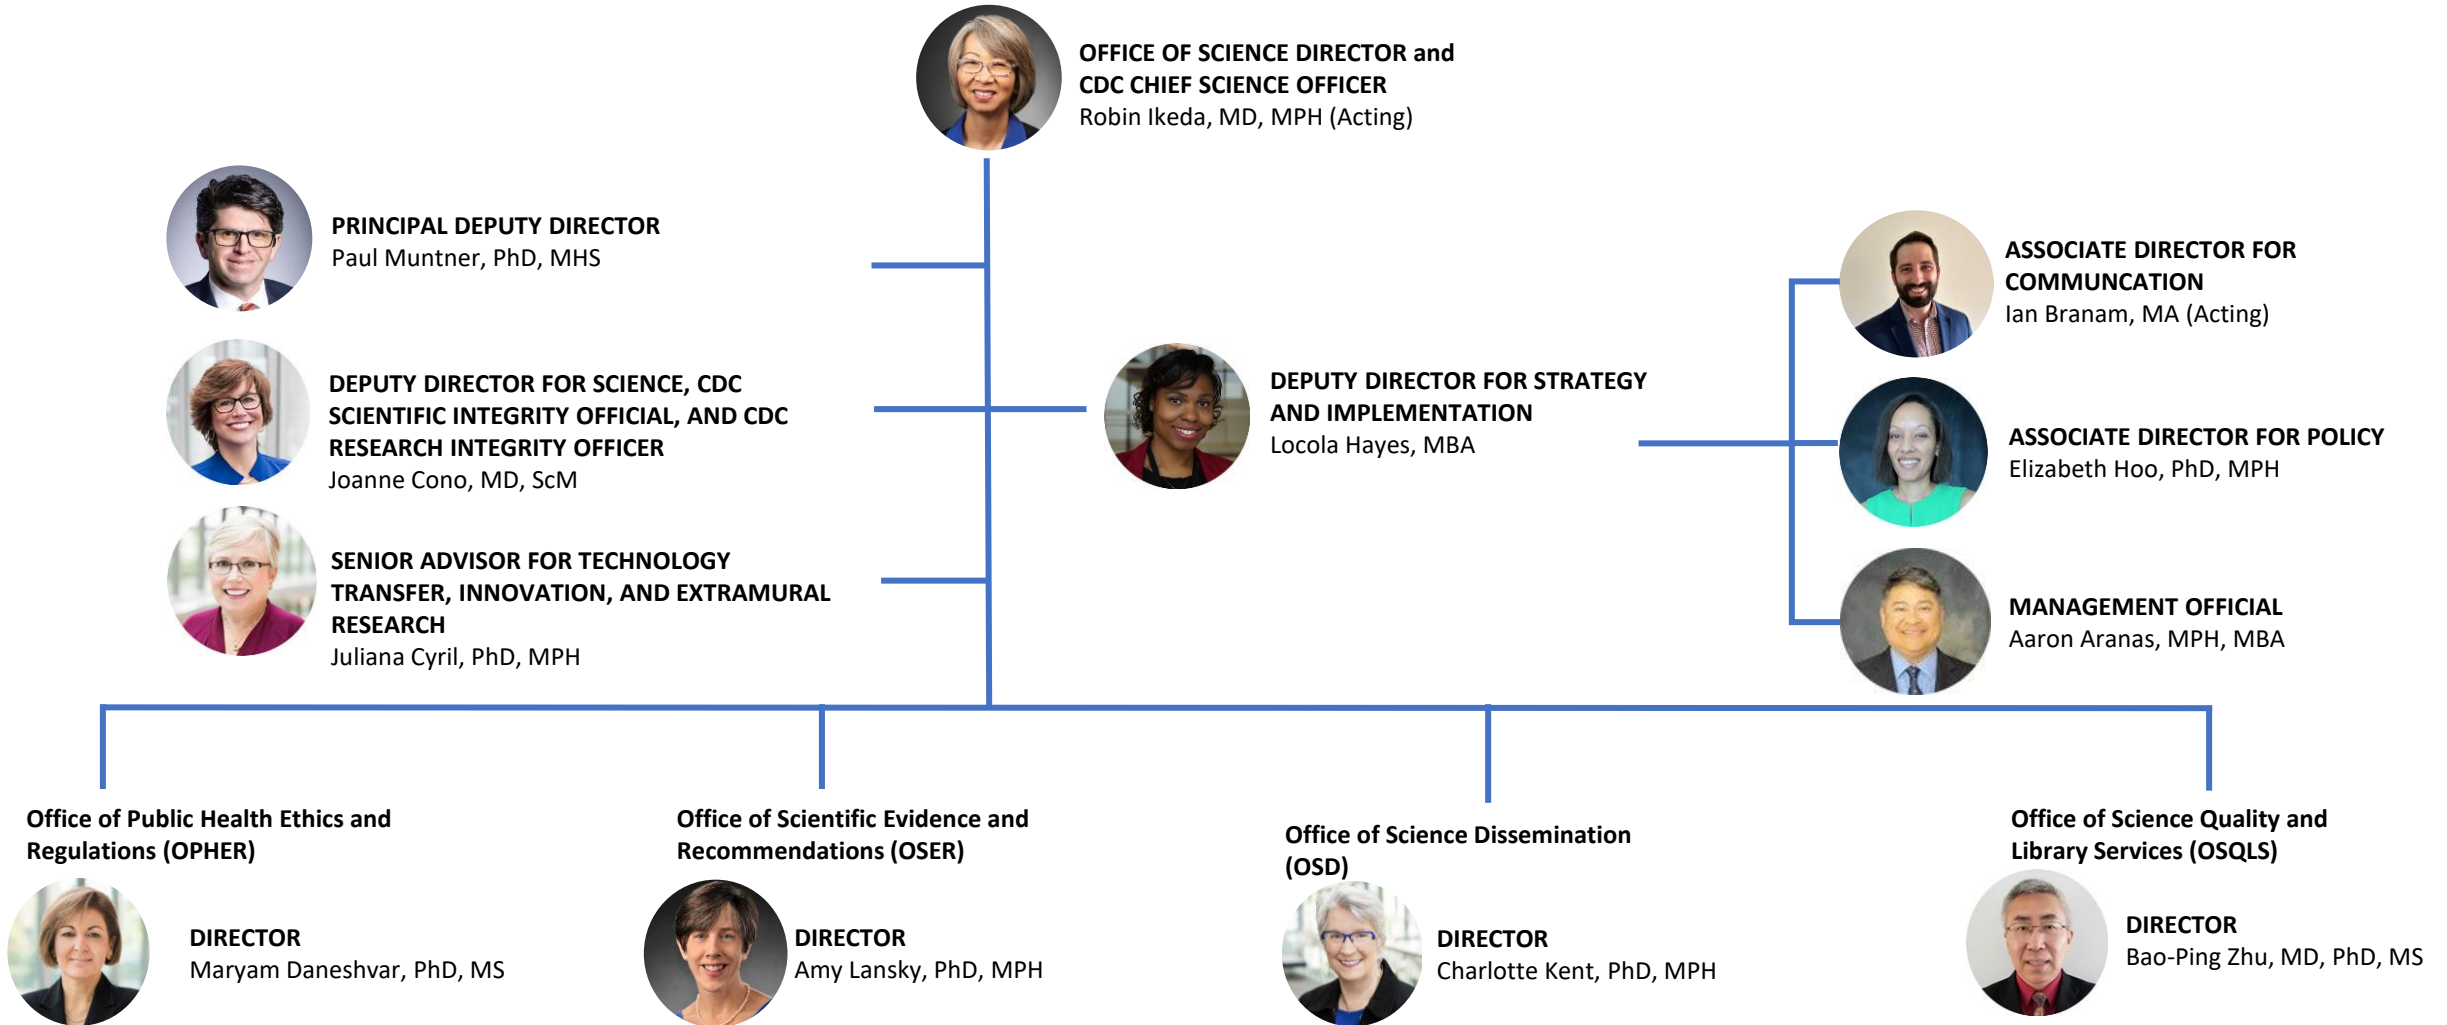 OFFICE OF SCIENCE DIRECTOR and
CDC CHIEF SCIENCE OFFICER
Robin Ikeda, MD, MPH (Acting)
PRINCIPAL DEPUTY DIRECTOR
Paul Muntner, PhD, MHS
DEPUTY DIRECTOR FOR SCIENCE, CDC
SCIENTIFIC INTEGRITY OFFICIAL, AND CDC
RESEARCH INTEGRITY OFFICER
Joanne Cono, MD, ScM
SENIOR ADVISOR FOR TECHNOLOGY
TRANSFER, INNOVATION, AND EXTRAMURAL
RESEARCH
Juliana Cyril, PhD, MPH
DEPUTY DIRECTOR FOR STRATEGY
AND IMPLEMENTATION
Locola Hayes, MBA
ASSOCIATE DIRECTOR FOR
COMMUNCATION
Ian Branam, MA (Acting)
ASSOCIATE DIRECTOR FOR POLICY
Elizabeth Hoo, PhD, MPH
MANAGEMENT OFFICIAL
Aaron Aranas, MPH, MBA
Office of Public Health Ethics and
Regulations (OPHER)
DIRECTOR
Maryam Daneshvar, PhD, MS
Office of Scientific Evidence and
Recommendations (OSER)
DIRECTOR
Amy Lansky, PhD, MPH
Office of Science Dissemination
(OSD)
DIRECTOR
Charlotte Kent, PhD, MPH
Office of Science Quality and
Library Services (OSQLS)
DIRECTOR
Bao-Ping Zhu, MD, PhD, MS